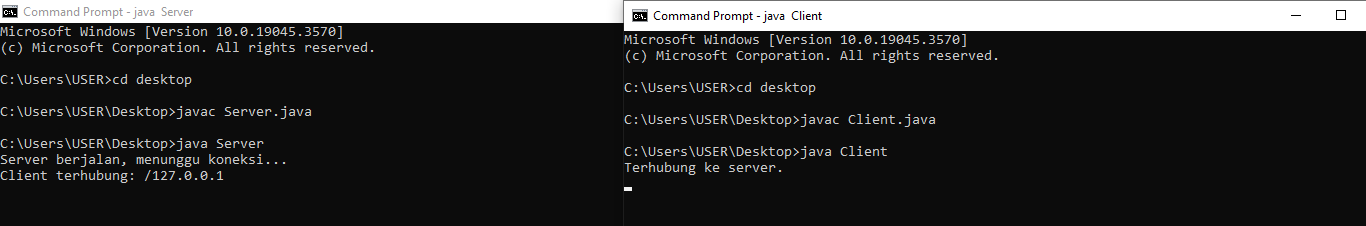 Command Prompt - java Server
Microsoft Windows [Version 10.0.19045.3570]
(c) Microsoft Corporation. All rights reserved.
C:\Users\USER>cd desktop
C:\Users\USER\Desktop>javac Server.java
C:\Users\USER\Desktop>java Server
Server berjalan, menunggu koneksi...
Client terhubung: /127.0.0.1
Command Prompt - java Client
Microsoft Windows [Version 10.0.19045.3570]
(c) Microsoft Corporation. All rights reserved.
C:\Users\USER>cd desktop
C:\Users\USER\Desktop>javac Client.java
C:\Users\USER\Desktop>java Client
Terhubung ke server.